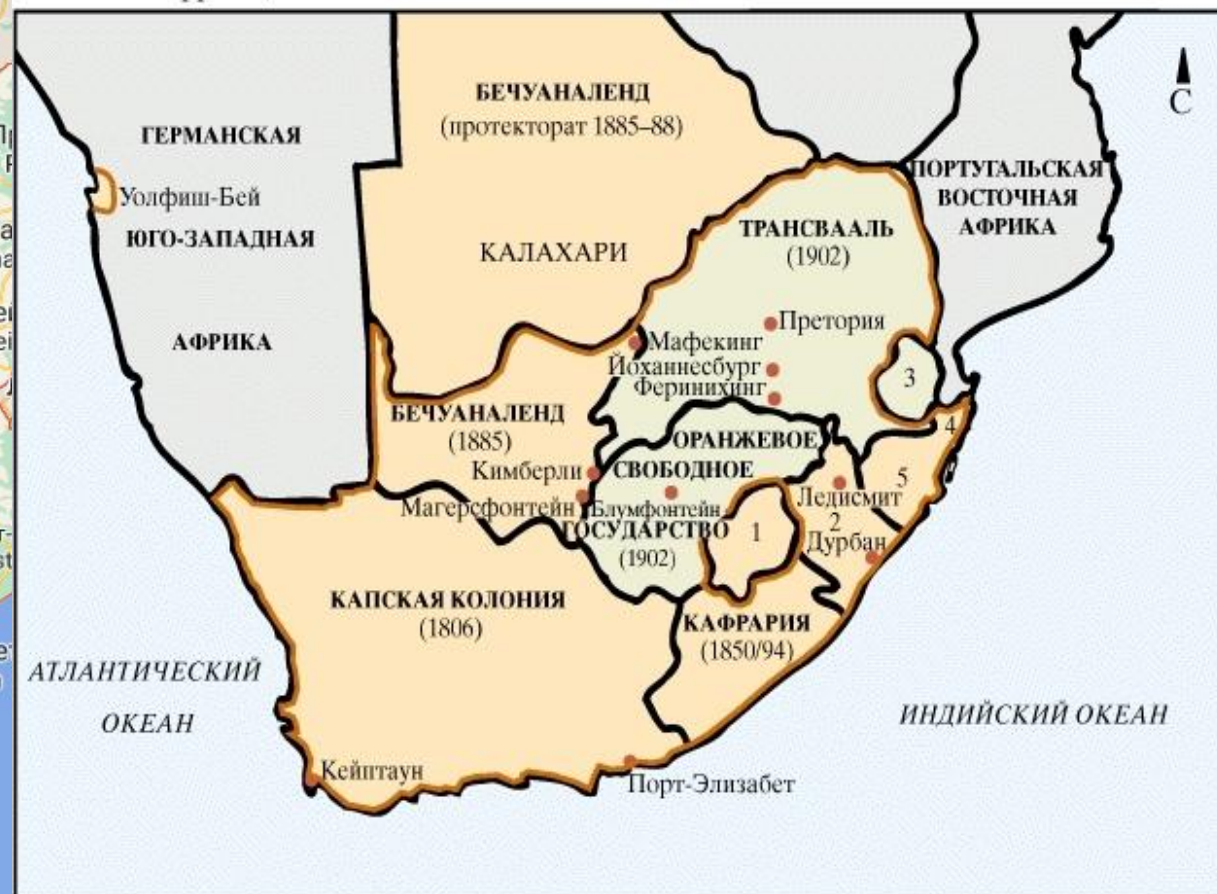 БЕЧУАНАЛЕНД
(протекторат 1885–88)
С
ГЕРМАНСКАЯ
Уолфиш-Бей
ЮГО-ЗАПАДНАЯ
АФРИКА
ПОРТУГАЛЬСКАЯ
ВОСТОЧНАЯ
АФРИКА
КАЛАХАРИ
ТРАНСВААЛЬ
(1902)
Претория
Мафекинг
Йоханнесбург
Феринихинг
3
4
БЕЧУАНАЛЕНД
(1885)
ОРАНЖЕВОЕ
СВОБОДНОЕ
ГОСУДАРСТВО
(1902)
Кимберли
Магерсфонтейн
Блумфонтейн
1
5
Ледисмит
2
Дурбан
КАПСКАЯ КОЛОНИЯ
(1806)
КАФРАРИЯ
(1850/94)
АТЛАНТИЧЕСКИЙ
ОКЕАН
ИНДИЙСКИЙ ОКЕАН
Кейптаун
Порт-Элизабет